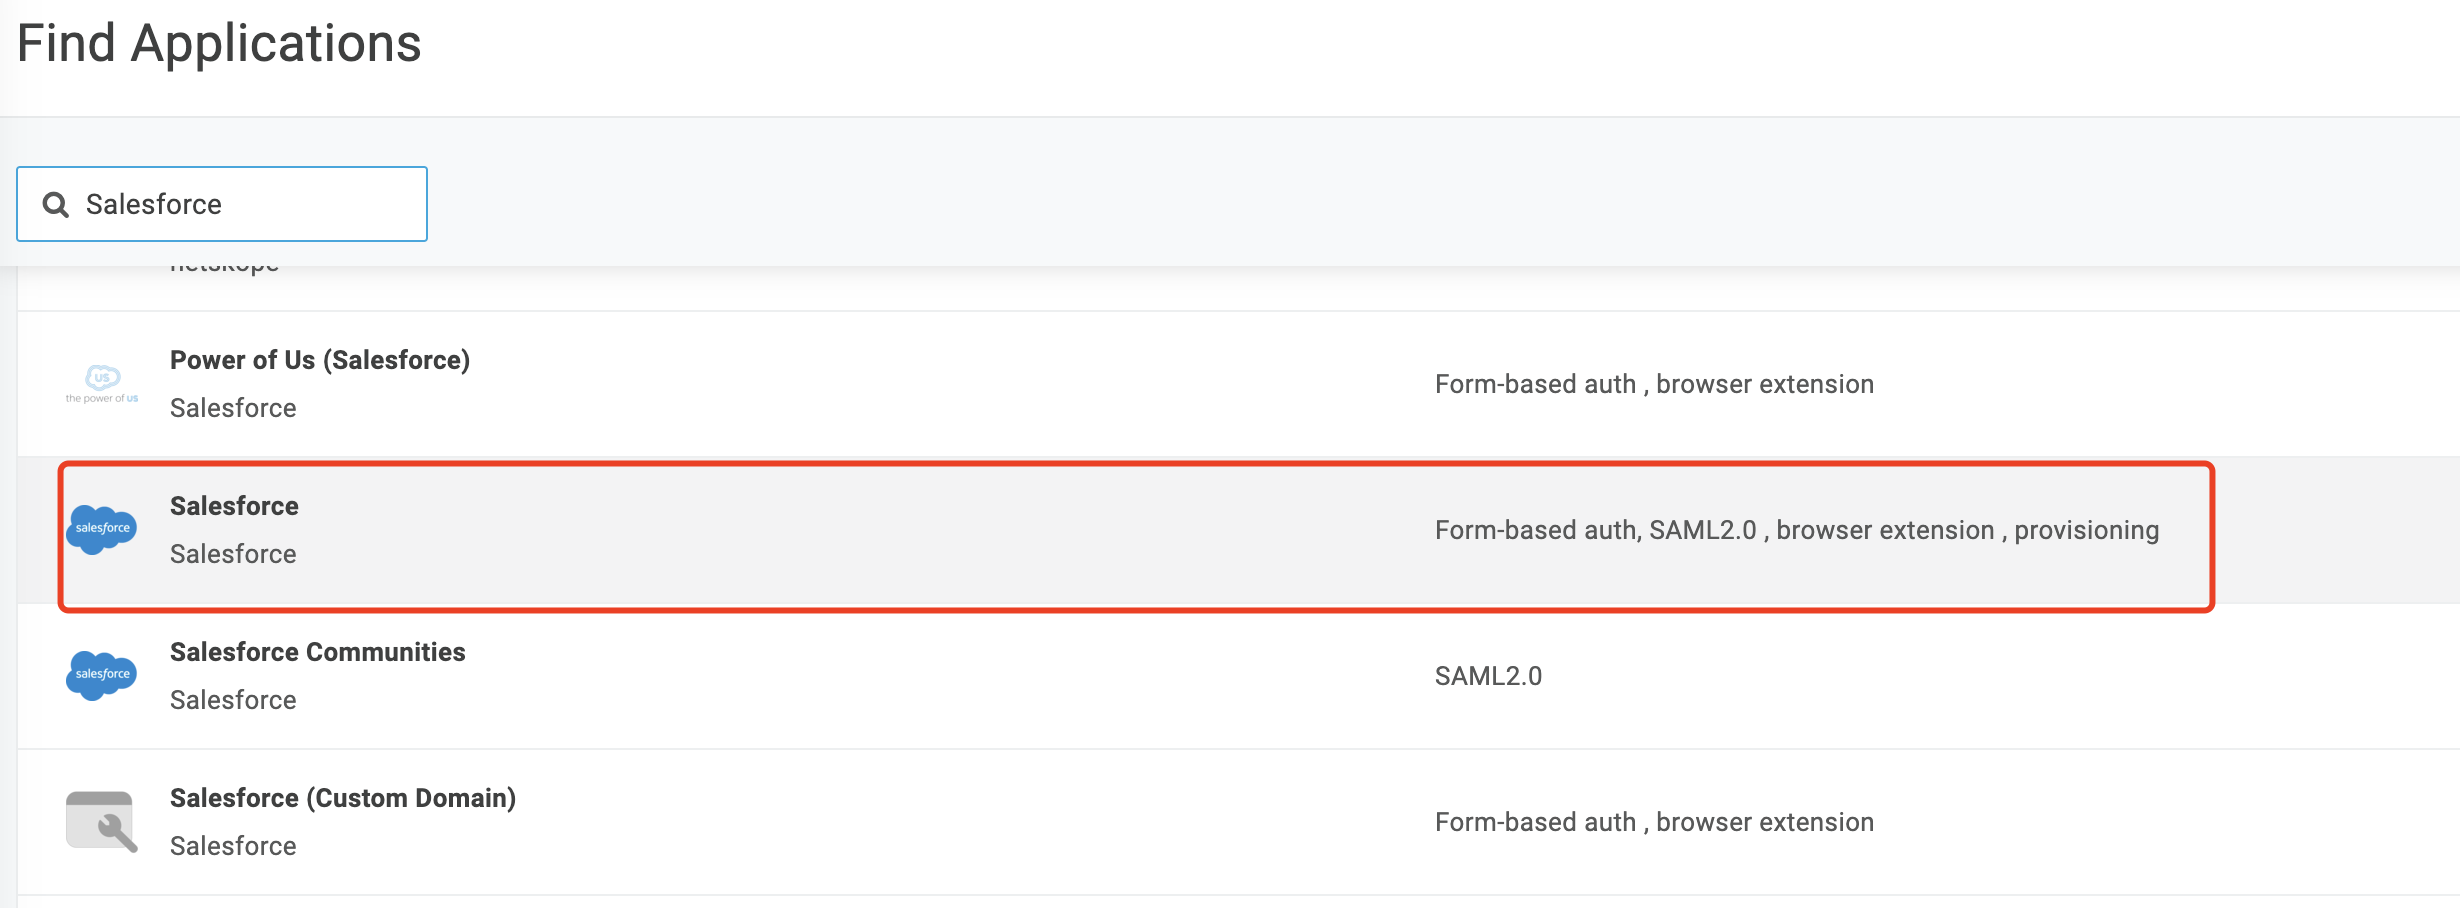 Find Applications
Salesforce
netskope
Power of Us (Salesforce)
US
the power of US
Form-based auth , browser extension
Salesforce
Salesforce
salesforce
Form-based auth, SAML2.0 , browser extension , provisioning
Salesforce
Salesforce Communities
salesforce
SAML2.0
Salesforce
Salesforce (Custom Domain)
Form-based auth , browser extension
Salesforce